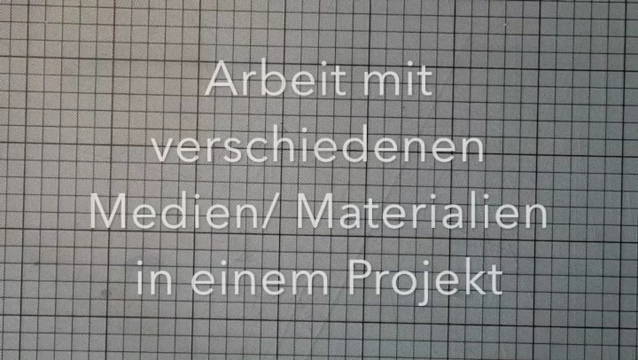 Arbeit mit
verschiedenen
Medien/ Materialien
in einem Projekt